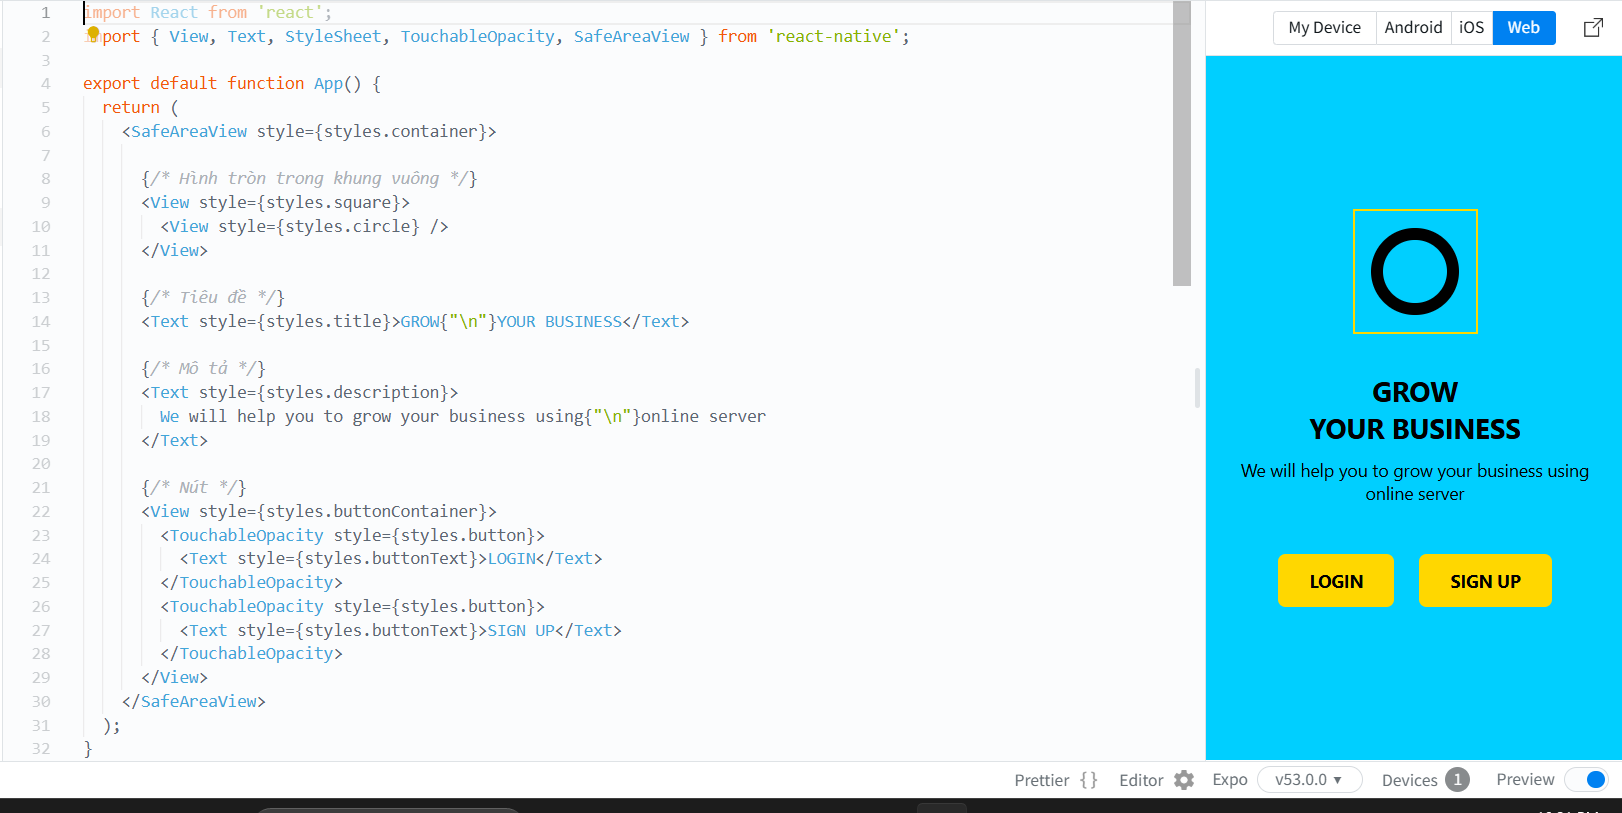 1 import React from 'react';
2 import { View, Text, StyleSheet, TouchableOpacity, SafeAreaView } from 'react-native';
3
4 export default function App() {
5 return (
6 <SafeAreaView style={styles.container}>
7
8 {/* Hình tròn trong khung vuông */}
9 <View style={styles.square}>
10 <View style={styles.circle} />
11 </View>
12
13 {/* Tiêu đề */}
14 <Text style={styles.title}>GROW{"\n"}YOUR BUSINESS</Text>
15
16 {/* Mô tả */}
17 <Text style={styles.description}>
18 We will help you to grow your business using{"\n"}online server
19 </Text>
20
21 {/* Nút */}
22 <View style={styles.buttonContainer}>
23 <TouchableOpacity style={styles.button}>
24 <Text style={styles.buttonText}>LOGIN</Text>
25 </TouchableOpacity>
26 <TouchableOpacity style={styles.button}>
27 <Text style={styles.buttonText}>SIGN UP</Text>
28 </TouchableOpacity>
29 </View>
30 </SafeAreaView>
31 );
32 }
My Device Android iOS Web
GROW
YOUR BUSINESS
We will help you to grow your business using
online server
LOGIN SIGN UP
Prettier {} Editor Expo v53.0.0 ▼ Devices 1 Preview